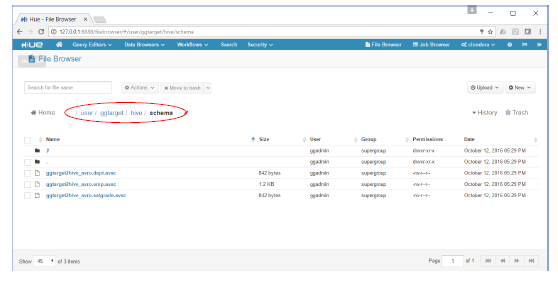 Hue - File Browser
127.0.0.1:8888/filebrowser/#/user/ggtarget/hive/schema
HUE Query Editors Data Browsers Workflows Search Security File Browser Job Browser cloudera
File Browser
Search for file name Actions Move to trash Upload New
Home / user / ggtarget / hive / schema History Trash
Name Size User Group Permissions Date
ggadmin supergroup drwxr-xr-x October 12, 2016 05:29 PM
. ggadmin supergroup drwxr-xr-x October 12, 2016 05:29 PM
ggtarget2hive_avro.dept.avsc 842 bytes ggadmin supergroup -rw-r--r-- October 12, 2016 05:29 PM
ggtarget2hive_avro.emp.avsc 1.2 KB ggadmin supergroup -rw-r--r-- October 12, 2016 05:29 PM
ggtarget2hive_avro.salgrade.avsc 842 bytes ggadmin supergroup -rw-r--r-- October 12, 2016 05:29 PM
Show 45 of 3 items Page 1 of 1